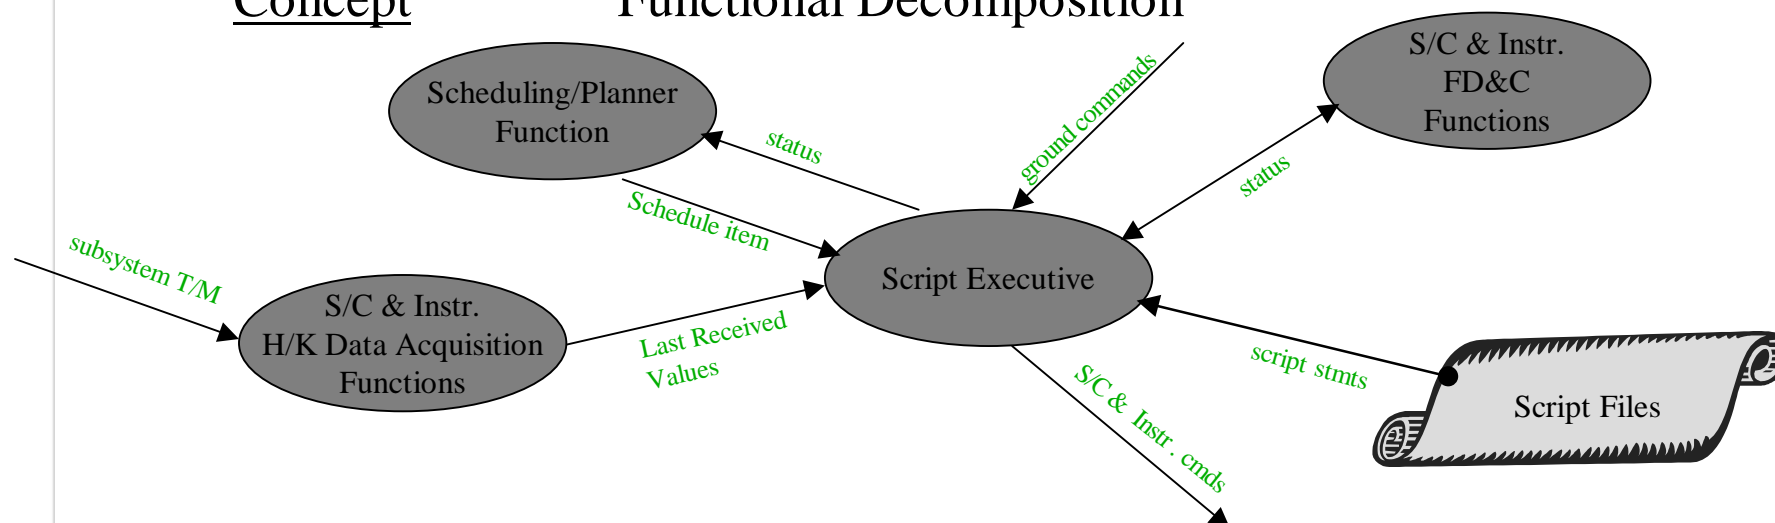 Concept
Functional Decomposition
S/C & Instr.
FD&C
Functions
Scheduling/Planner
Function
status
ground commands
status
Schedule item
subsystem T/M
Script Executive
S/C & Instr.
H/K Data Acquisition
Functions
Last Received
Values
script stmts
Script Files
S/C & Instr. cmds